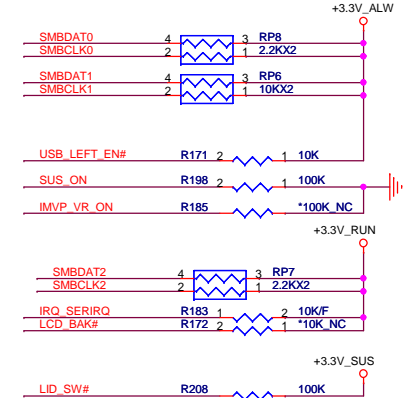 +3.3V_ALW
SMBDAT0 4 3 RP8
SMBCLK0 2 1 2.2KX2
SMBDAT1 4 3 RP6
SMBCLK1 2 1 10KX2
USB_LEFT_EN# R171 2 1 10K
SUS_ON R198 2 1 100K
IMVP_VR_ON R185 *100K_NC
+3.3V_RUN
SMBDAT2 4 3 RP7
SMBCLK2 2 1 2.2KX2
IRQ_SERIRQ R183 1 2 10K/F
LCD_BAK# R172 2 1 *10K_NC
+3.3V_SUS
LID_SW# R208 100K